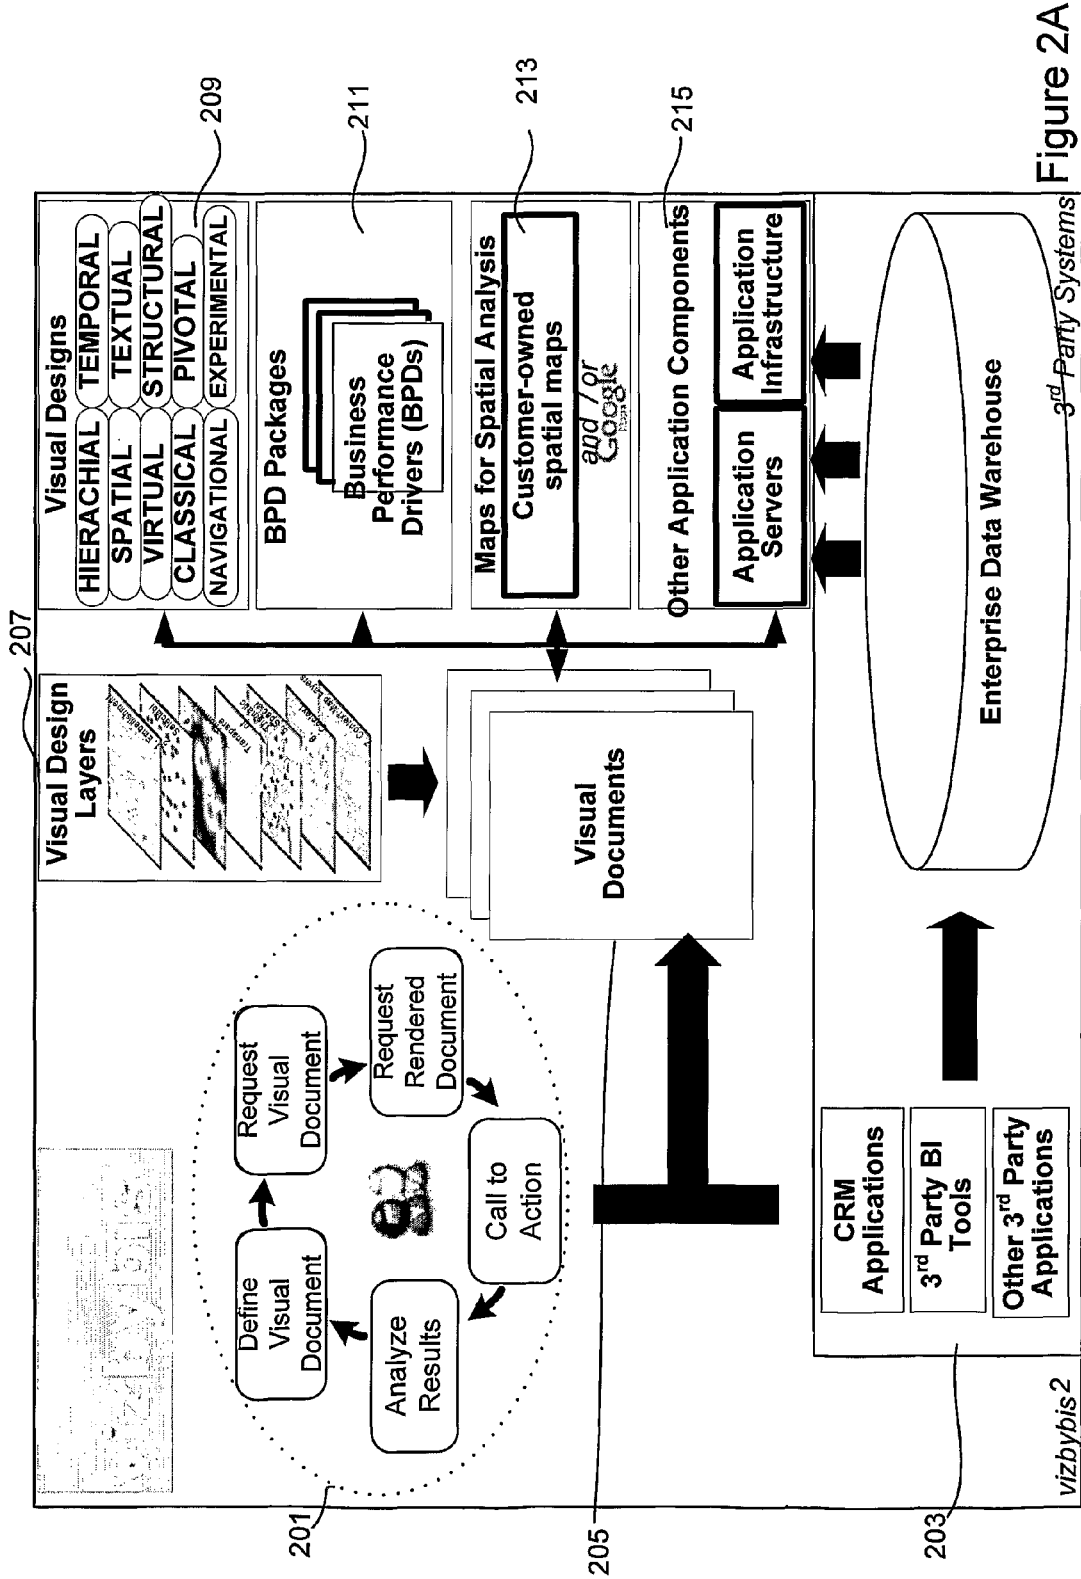 207
Visual Design
Layers
1. Embellishment
Visual Designs
HIERACHIAL
TEMPORAL
SPATIAL
TEXTUAL
VIRTUAL
STRUCTURAL
CLASSICAL
PIVOTAL
NAVIGATIONAL
EXPERIMENTAL
209
BPD Packages
Business
Performance
Drivers (BPDs)
211
Maps for Spatial Analysis
Customer-owned
spatial maps
and /or
Google
213
Other Application Components
Application
Servers
Application
Infrastructure
215
201
Define
Visual
Document
Request
Visual
Document
Request
Rendered
Document
Call to
Action
Analyze
Results
205
Visual
Documents
203
CRM
Applications
3rd Party BI
Tools
Other 3rd Party
Applications
Enterprise Data Warehouse
3rd Party Systems
vizbybis2
Figure 2A